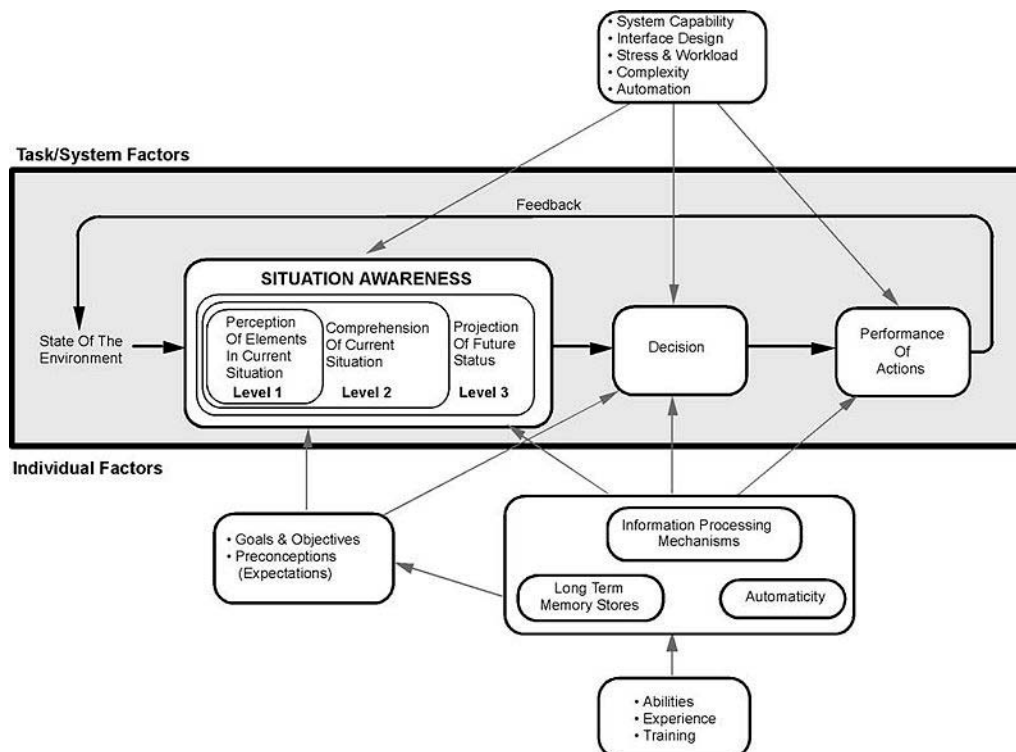 • System Capability
• Interface Design
• Stress & Workload
• Complexity
• Automation
Task/System Factors
Feedback
SITUATION AWARENESS
State Of The
Environment
Perception
Of Elements
In Current
Situation
Level 1
Comprehension
Of Current
Situation
Level 2
Projection
Of Future
Status
Level 3
Decision
Performance
Of
Actions
Individual Factors
• Goals & Objectives
• Preconceptions
(Expectations)
Information Processing
Mechanisms
Long Term
Memory Stores
Automaticity
• Abilities
• Experience
• Training